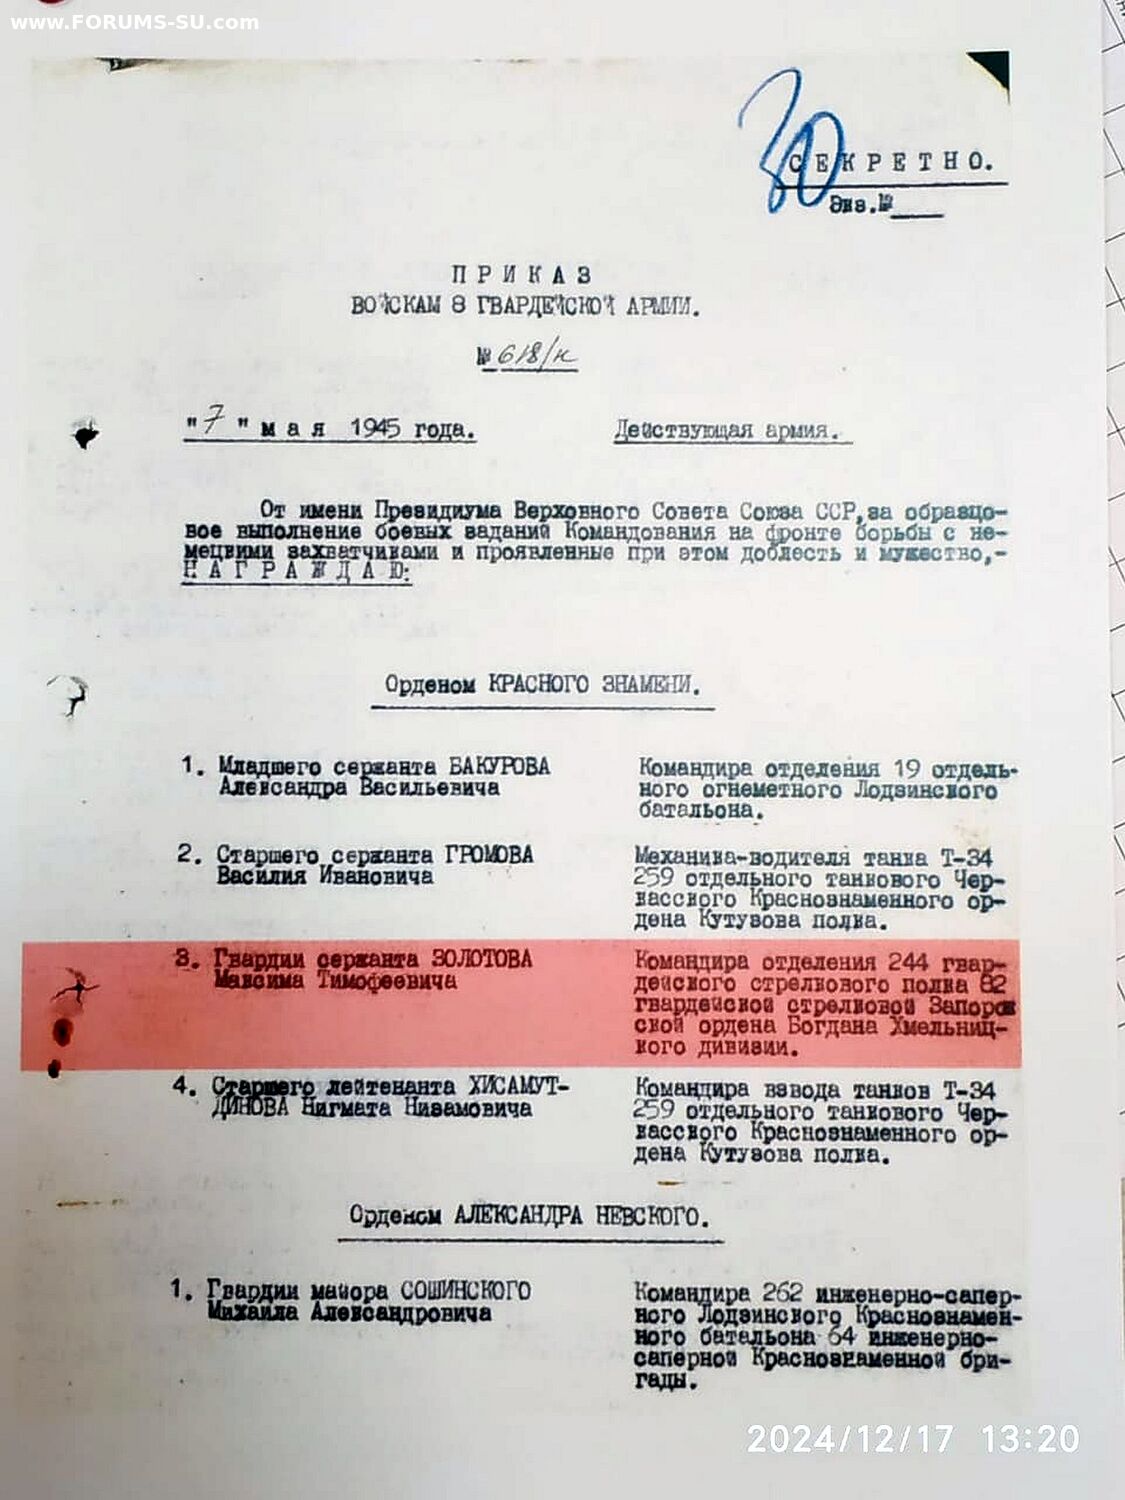 www.FORUMS-SU.com
30
СЕКРЕТНО.
Экз.№
ПРИКАЗ
ВОЙСКАМ 8 ГВАРДЕЙСКОЙ АРМИИ.
№ 618/н
"7" мая 1945 года.
Действующая армия.
От имени Президиума Верховного Совета Союза ССР,за образцо-
вое выполнение боевых заданий Командования на фронте борьбы с не-
мецкими захватчиками и проявленные при этом доблесть и мужество,-
НАГРАЖДАЮ:
Орденом КРАСНОГО ЗНАМЕНИ.
1. Младшего сержанта БАКУРОВА
Александра Васильевича
Командира отделения 19 отдель-
ного огнеметного Лодзинского
батальона.
2. Старшего сержанта ГРОМОВА
Василия Ивановича
Механика-водителя танка Т-34
259 отдельного танкового Чер-
касского Краснознаменного ор-
дена Кутузова полка.
3. Гвардии сержанта ЗОЛОТОВА
Максима Тимофеевича
Командира отделения 244 гвар-
дейского стрелкового полка 82
гвардейской стрелковой Запорож
ской ордена Богдана Хмельниц-
кого дивизии.
4. Старшего лейтенанта ХИСАМУТ-
ДИНОВА Нигмата Низамовича
Командира взвода танков Т-34
259 отдельного танкового Чер-
касского Краснознаменного ор-
дена Кутузова полка.
Орденом АЛЕКСАНДРА НЕВСКОГО.
1. Гвардии майора СОШИНСКОГО
Михаила Александровича
Командира 262 инженерно-сапер-
ного Лодзинского Краснознамен-
ного батальона 64 инженерно-
саперной Краснознаменной бри-
гады.
2024/12/17 13:20